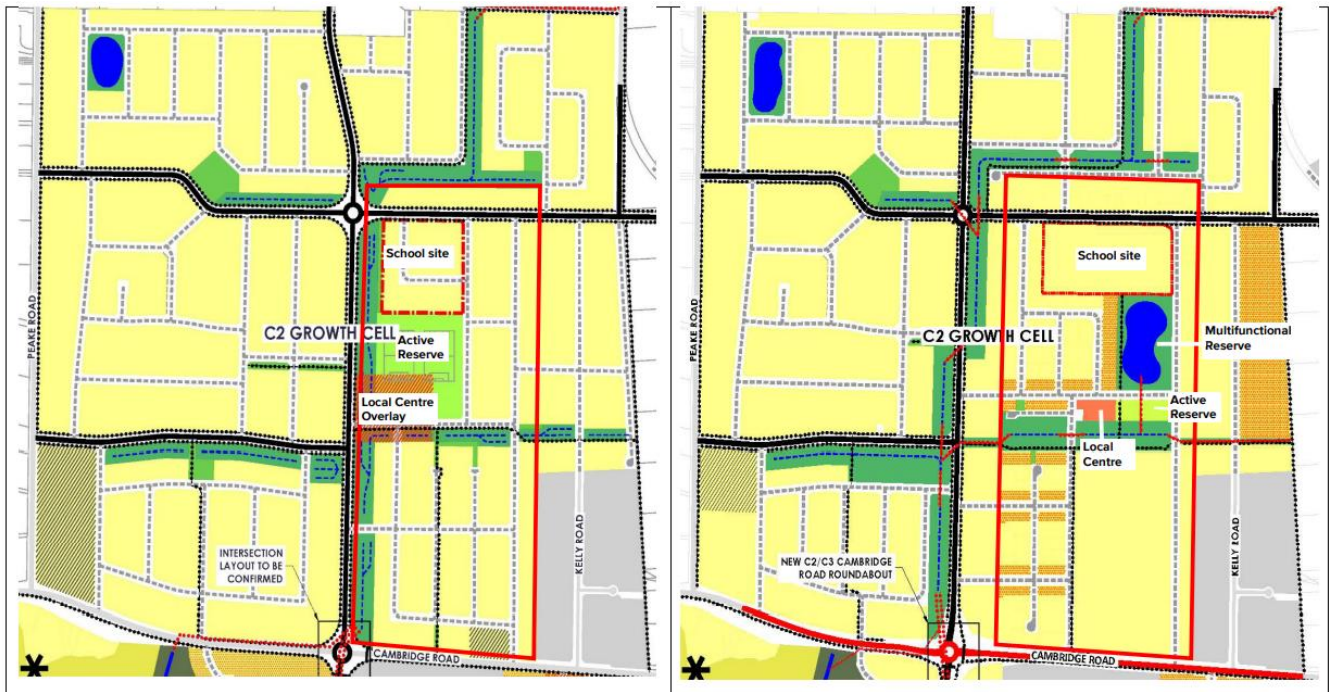 School site
C2 GROWTH CELL
Active
Reserve
Local Centre
Overlay
PEAKE ROAD
INTERSECTION
LAYOUT TO BE
CONFIRMED
KELLY ROAD
CAMBRIDGE ROAD
*
School site
C2 GROWTH CELL
Multifunctional
Reserve
Active
Reserve
Local
Centre
PEAKE ROAD
NEW C2/C3 CAMBRIDGE
ROAD ROUNDABOUT
KELLY ROAD
CAMBRIDGE ROAD
*